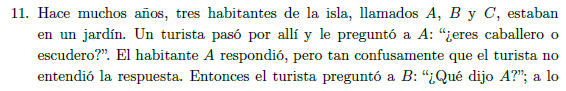 11. Hace muchos años, tres habitantes de la isla, llamados A, B y C, estaban
en un jardín. Un turista pasó por allí y le preguntó a A: “¿eres caballero o
escudero?”. El habitante A respondió, pero tan confusamente que el turista no
entendió la respuesta. Entonces el turista preguntó a B: “¿Qué dijo A?”; a lo